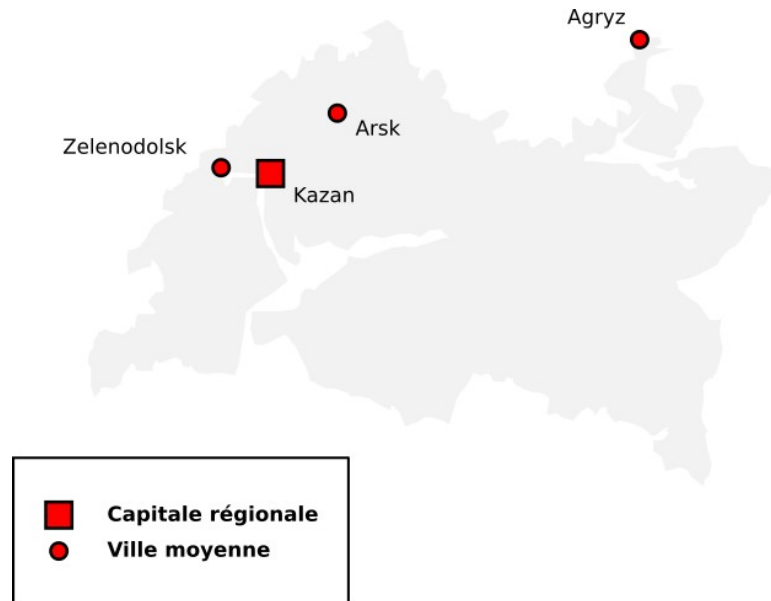 Agryz
Arsk
Zelenodolsk
Kazan
Capitale régionale
Ville moyenne